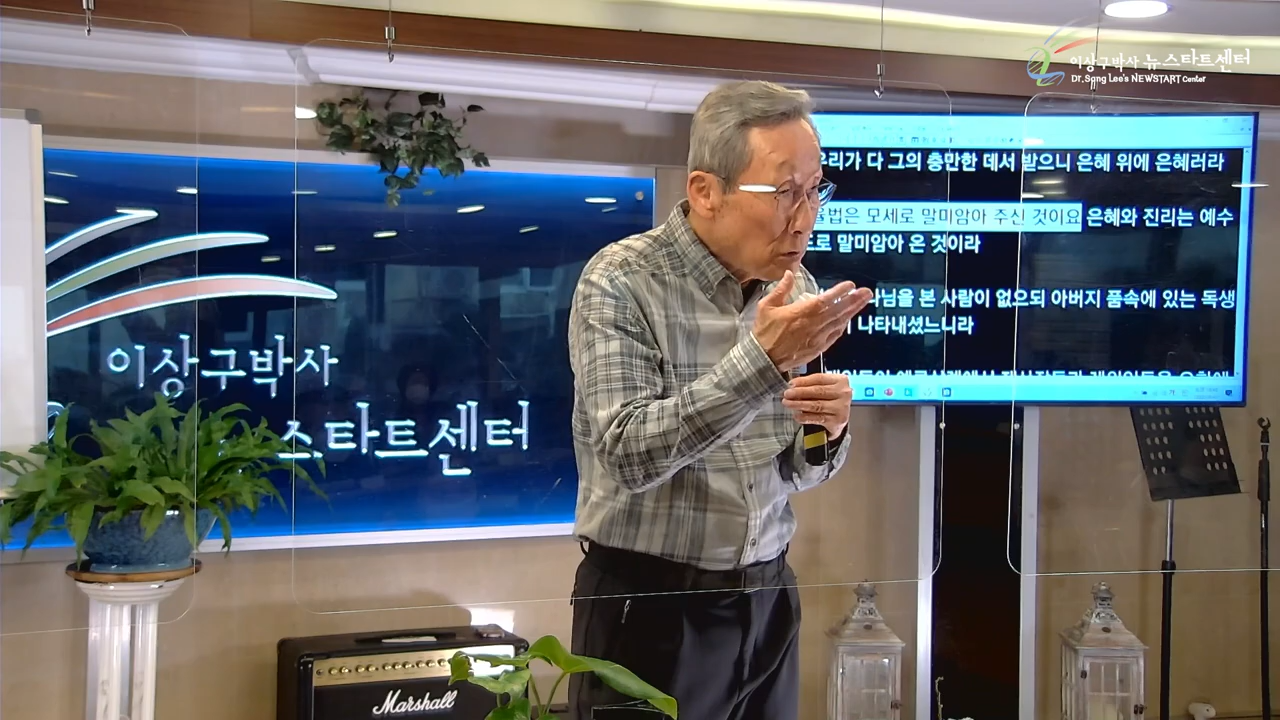 이상구박사 뉴스타트센터
Dr. Sang Lee's NEWSTART Center
우리가 다 그의 충만한 데서 받으니 은혜 위에 은혜러라
율법은 모세로 말미암아 주신 것이요 은혜와 진리는 예수
로 말미암아 온 것이라
본 사람이 없으되 아버지 품속에 있는 독생
나타내셨느니라
이상구박사
스타트센터
Marshall